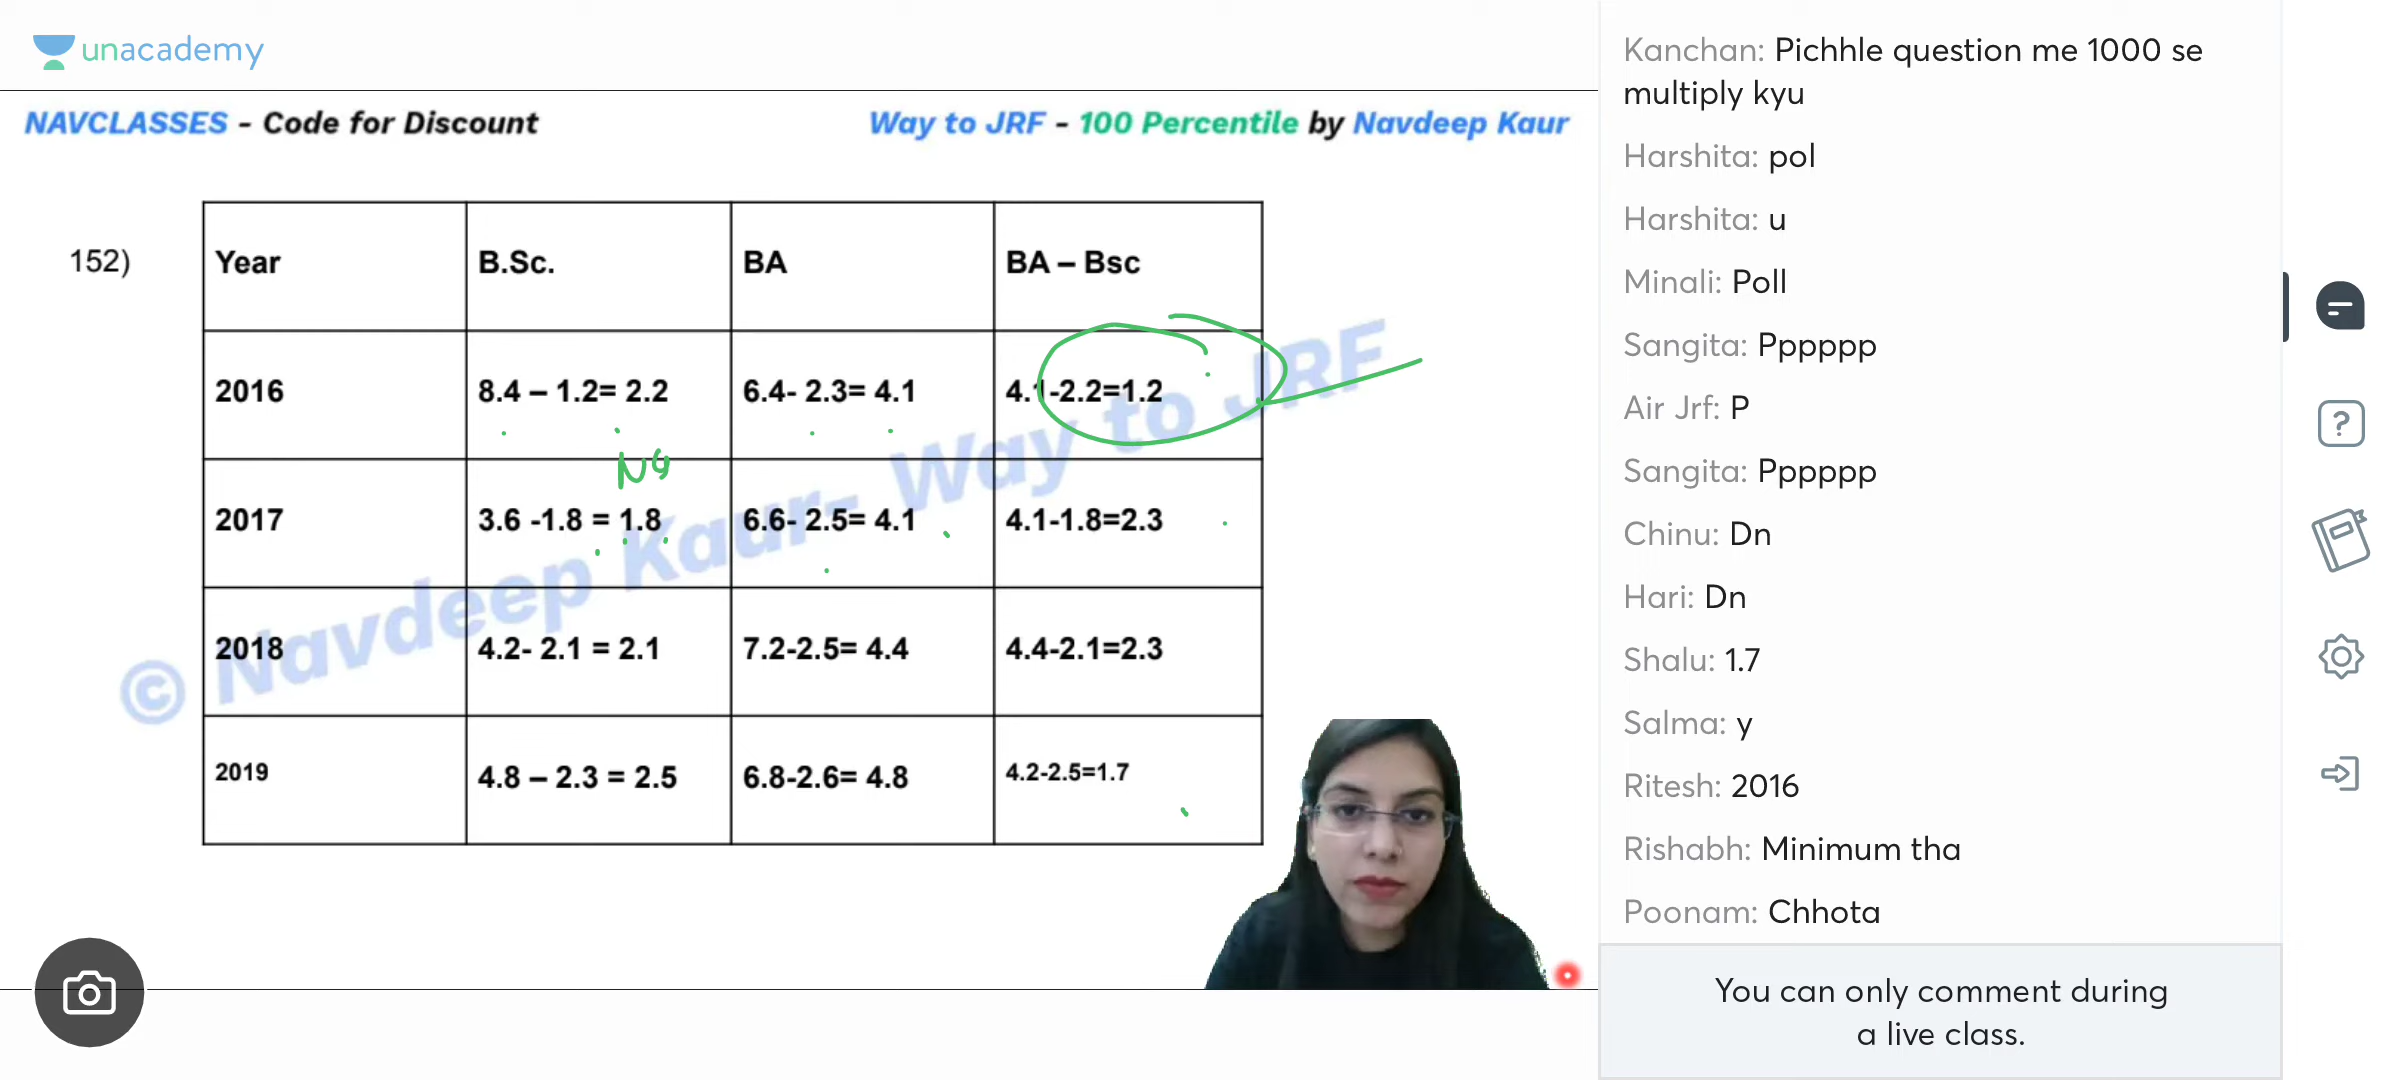 unacademy
NAVCLASSES - Code for Discount
Way to JRF - 100 Percentile by Navdeep Kaur
152)
Year B.Sc. BA BA – Bsc
2016 8.4 – 1.2= 2.2 6.4- 2.3= 4.1 4.1-2.2=1.2
2017 3.6 -1.8 = 1.8 6.6- 2.5= 4.1 4.1-1.8=2.3
2018 4.2- 2.1 = 2.1 7.2-2.5= 4.4 4.4-2.1=2.3
2019 4.8 – 2.3 = 2.5 6.8-2.6= 4.8 4.2-2.5=1.7
© Navdeep Kaur- Way to JRF
Kanchan: Pichhle question me 1000 se
multiply kyu
Harshita: pol
Harshita: u
Minali: Poll
Sangita: Pppppp
Air Jrf: P
Sangita: Pppppp
Chinu: Dn
Hari: Dn
Shalu: 1.7
Salma: y
Ritesh: 2016
Rishabh: Minimum tha
Poonam: Chhota
You can only comment during
a live class.